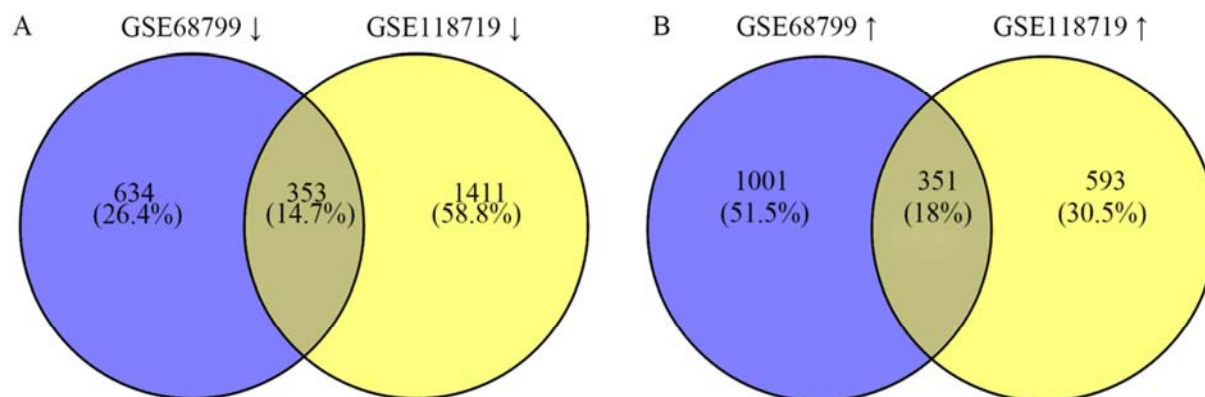 A
GSE68799 ↓
GSE118719 ↓
634
(26.4%)
353
(14.7%)
1411
(58.8%)
B
GSE68799 ↑
GSE118719 ↑
1001
(51.5%)
351
(18%)
593
(30.5%)